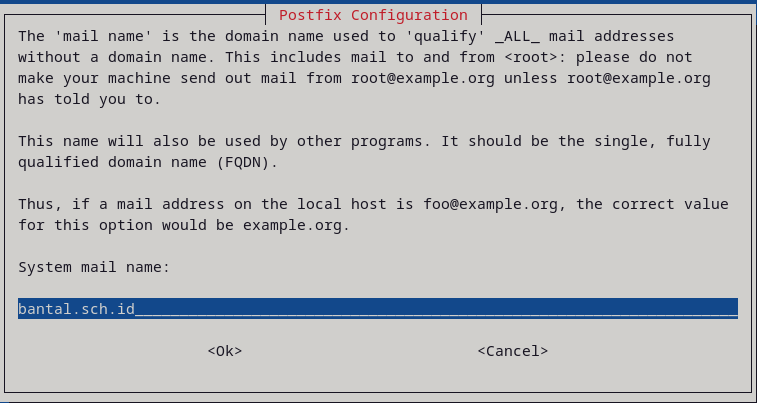 Postfix Configuration
The 'mail name' is the domain name used to 'qualify' _ALL_ mail addresses
without a domain name. This includes mail to and from <root>: please do not
make your machine send out mail from root@example.org unless root@example.org
has told you to.
This name will also be used by other programs. It should be the single, fully
qualified domain name (FQDN).
Thus, if a mail address on the local host is foo@example.org, the correct value
for this option would be example.org.
System mail name:
bantal.sch.id
<Ok> <Cancel>